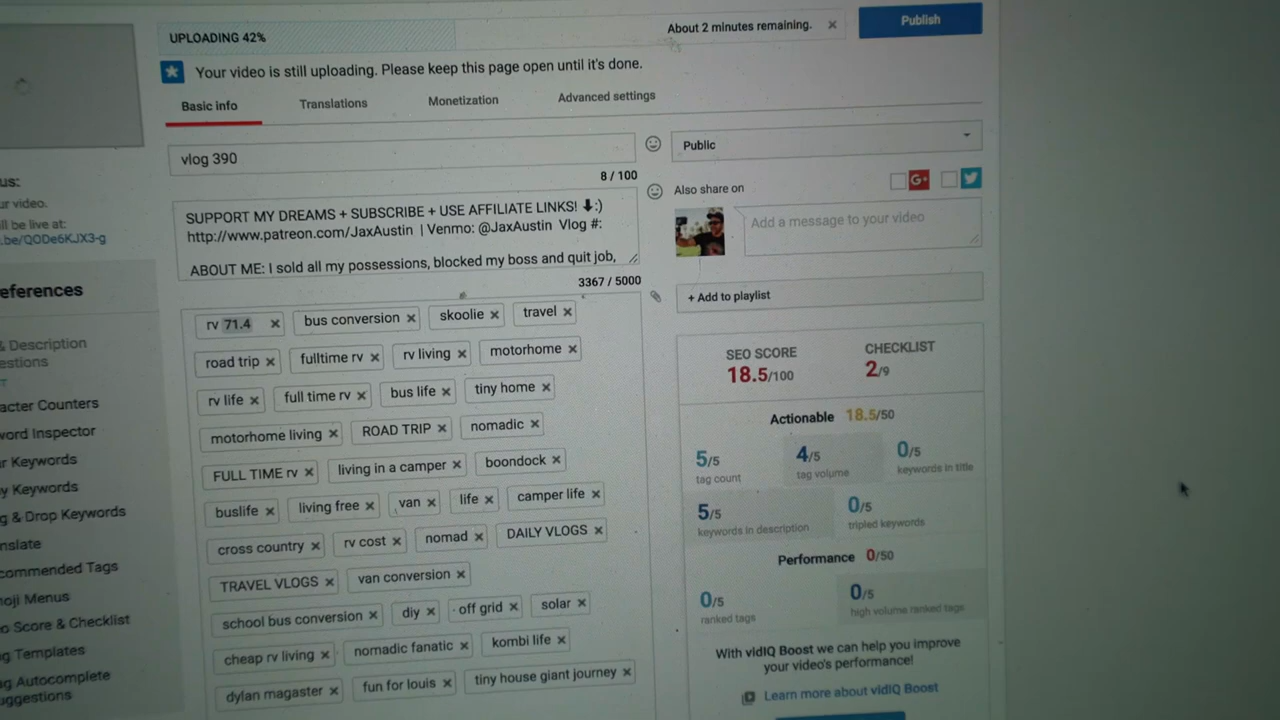 UPLOADING 42%
About 2 minutes remaining. ×
Publish
Your video is still uploading. Please keep this page open until it's done.
Basic info
Translations
Monetization
Advanced settings
vlog 390
8 / 100
SUPPORT MY DREAMS + SUBSCRIBE + USE AFFILIATE LINKS! ⬇:)
http://www.patreon.com/JaxAustin | Venmo: @JaxAustin Vlog #:
ABOUT ME: I sold all my possessions, blocked my boss and quit job,
3367 / 5000
Public
Also share on
G+
Add a message to your video
+ Add to playlist
us:
ur video.
ll be live at:
.be/QODe6KJX3-g
eferences
& Description
estions
acter Counters
word Inspector
r Keywords
y Keywords
g & Drop Keywords
nslate
commended Tags
noji Menus
o Score & Checklist
g Templates
ag Autocomplete
uggestions
rv 71.4 × bus conversion × skoolie × travel ×
road trip × fulltime rv × rv living × motorhome ×
rv life × full time rv × bus life × tiny home ×
motorhome living × ROAD TRIP × nomadic ×
FULL TIME rv × living in a camper × boondock ×
buslife × living free × van × life × camper life ×
cross country × rv cost × nomad × DAILY VLOGS ×
TRAVEL VLOGS × van conversion ×
school bus conversion × diy × off grid × solar ×
cheap rv living × nomadic fanatic × kombi life ×
dylan magaster × fun for louis × tiny house giant journey ×
SEO SCORE
18.5/100
CHECKLIST
2/9
Actionable 18.5/50
5/5
tag count
4/5
tag volume
0/5
keywords in title
5/5
keywords in description
0/5
tripled keywords
Performance 0/50
0/5
ranked tags
0/5
high volume ranked tags
With vidIQ Boost we can help you improve
your video's performance!
Learn more about vidIQ Boost